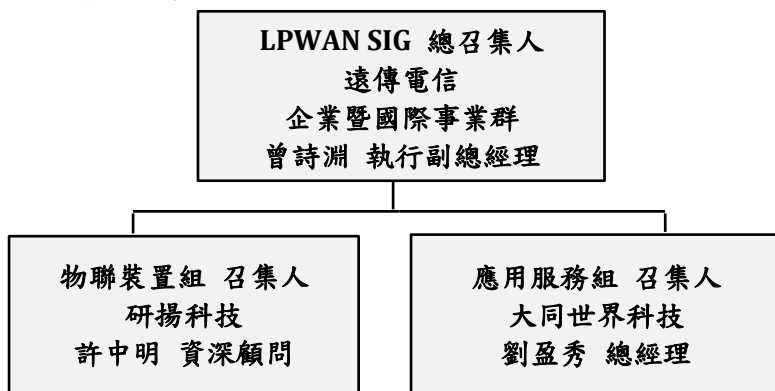 LPWAN SIG 總召集人
遠傳電信
企業暨國際事業群
曾詩淵 執行副總經理
物聯裝置組 召集人
研揚科技
許中明 資深顧問
應用服務組 召集人
大同世界科技
劉盈秀 總經理